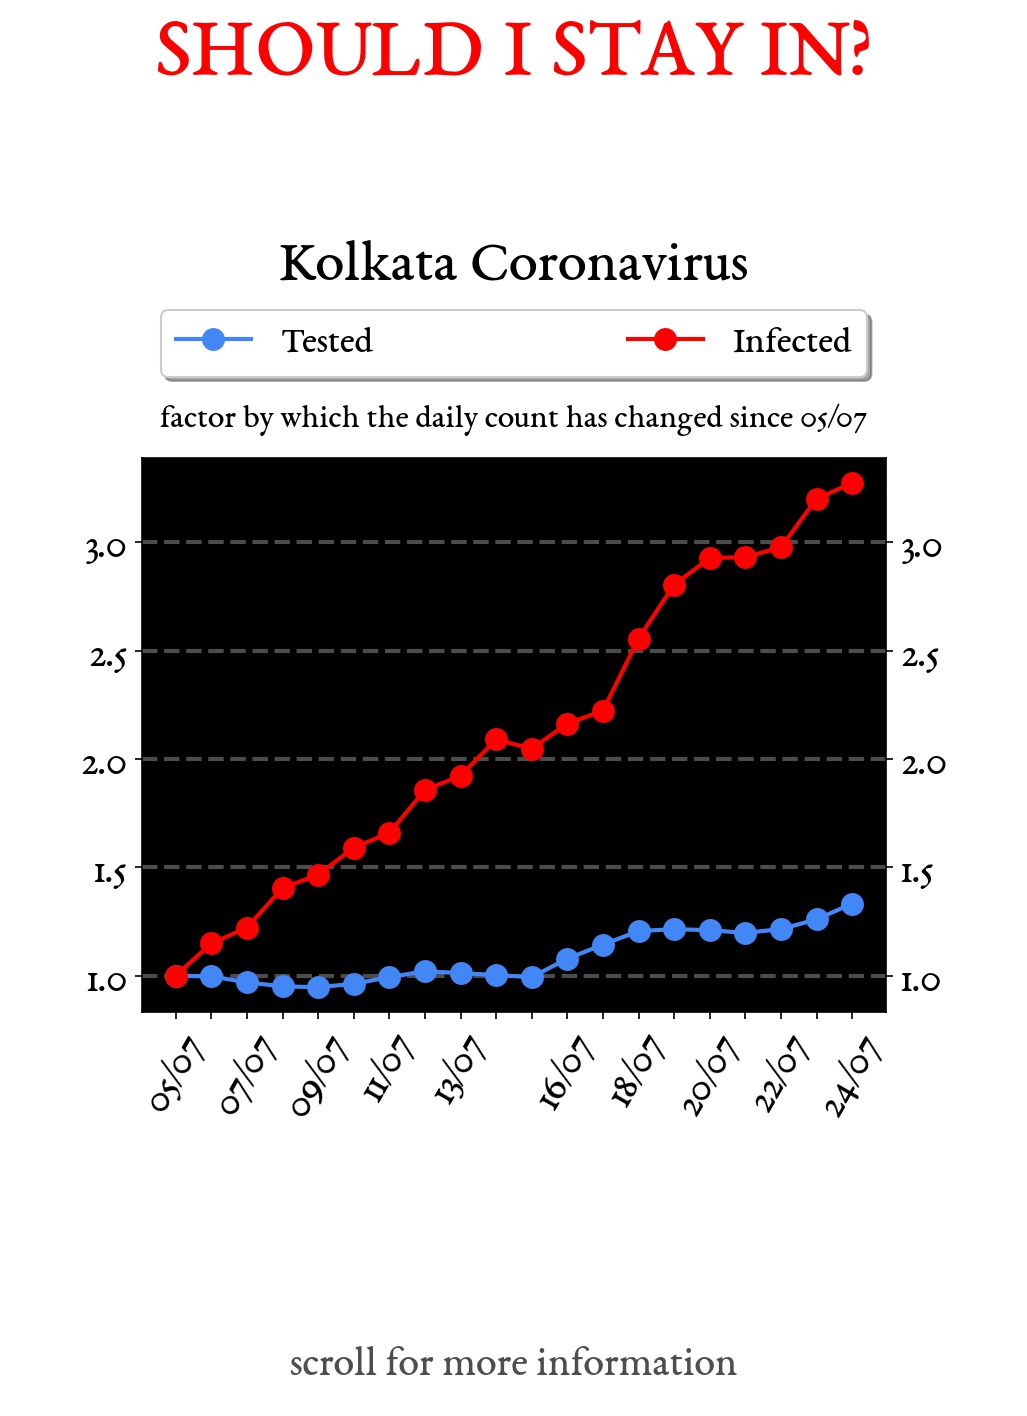 SHOULD I STAY IN?
Kolkata Coronavirus
Tested Infected
factor by which the daily count has changed since 05/07
3.0 3.0
2.5 2.5
2.0 2.0
1.5 1.5
1.0 1.0
05/07 07/07 09/07 11/07 13/07 16/07 18/07 20/07 22/07 24/07
scroll for more information